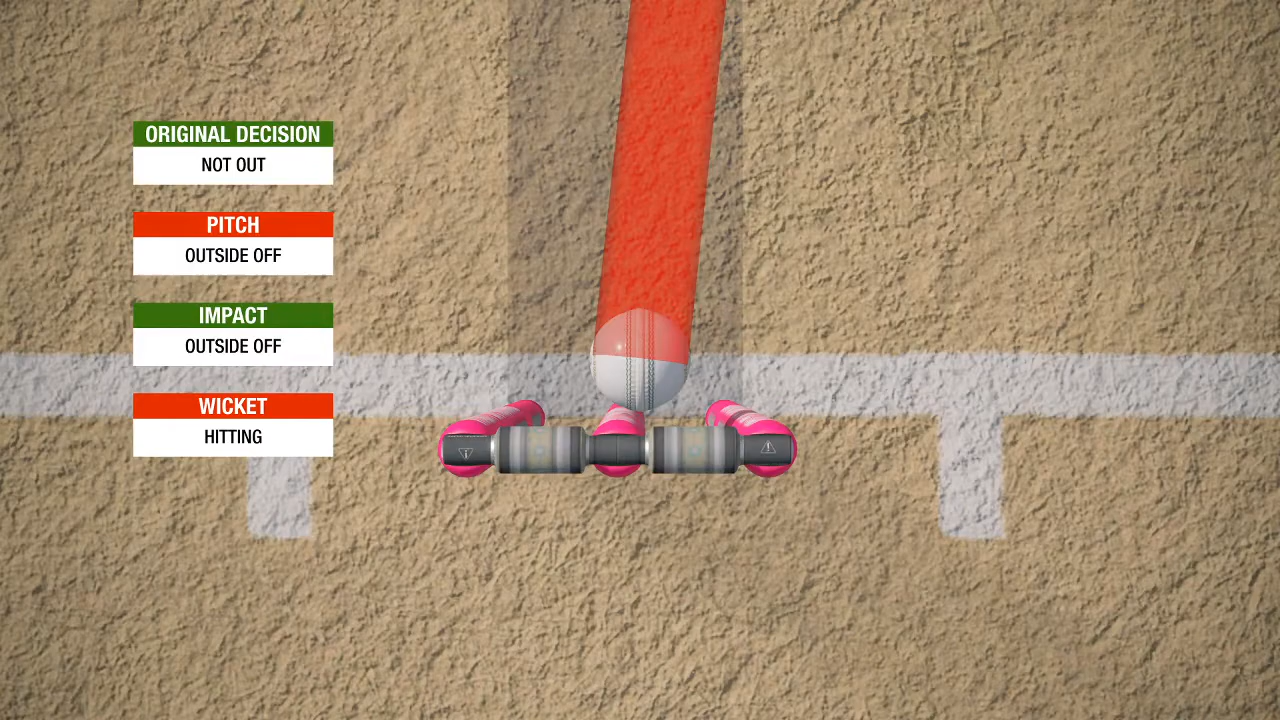 ORIGINAL DECISION
NOT OUT
PITCH
OUTSIDE OFF
IMPACT
OUTSIDE OFF
WICKET
HITTING